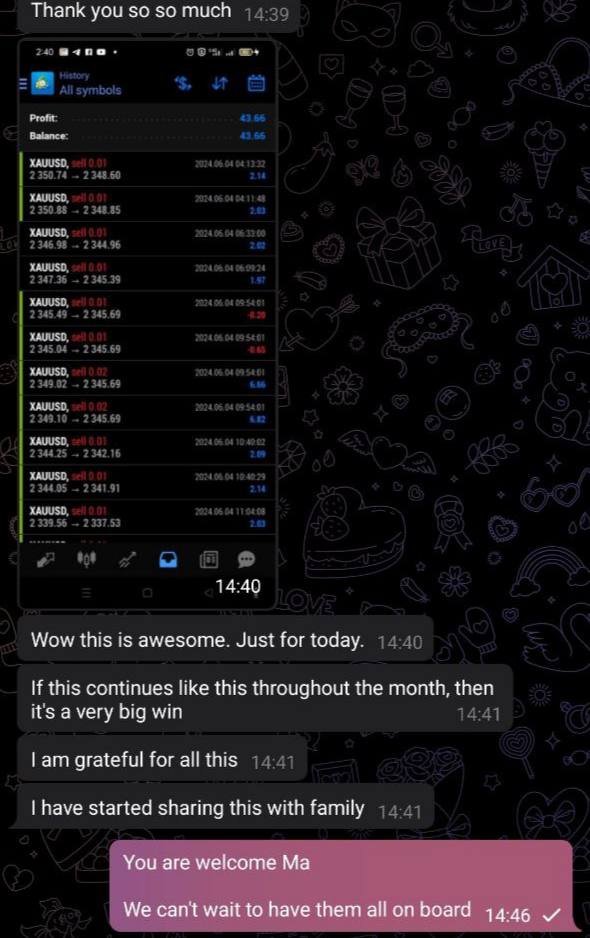 Thank you so so much 14:39
2:40
History
All symbols
Profit: 43.66
Balance: 43.66
XAUUSD, sell 0.01 2024.06.04 04:13:32
2 350.74 → 2 348.60 2.14
XAUUSD, sell 0.01 2024.06.04 04:11:48
2 350.88 → 2 348.85 2.03
XAUUSD, sell 0.01 2024.06.04 06:33:00
2 346.98 → 2 344.96 2.02
XAUUSD, sell 0.01 2024.06.04 06:09:24
2 347.36 → 2 345.39 1.97
XAUUSD, sell 0.01 2024.06.04 09:54:01
2 345.49 → 2 345.69 -0.20
XAUUSD, sell 0.01 2024.06.04 09:54:01
2 345.04 → 2 345.69 -0.65
XAUUSD, sell 0.02 2024.06.04 09:54:01
2 349.02 → 2 345.69 6.66
XAUUSD, sell 0.02 2024.06.04 09:54:01
2 349.10 → 2 345.69 6.82
XAUUSD, sell 0.01 2024.06.04 10:40:02
2 344.25 → 2 342.16 2.09
XAUUSD, sell 0.01 2024.06.04 10:40:29
2 344.05 → 2 341.91 2.14
XAUUSD, sell 0.01 2024.06.04 11:04:08
2 339.56 → 2 337.53 2.03
14:40
LOVE
LOVE
Wow this is awesome. Just for today. 14:40
If this continues like this throughout the month, then
it's a very big win 14:41
I am grateful for all this 14:41
I have started sharing this with family 14:41
You are welcome Ma
We can't wait to have them all on board 14:46